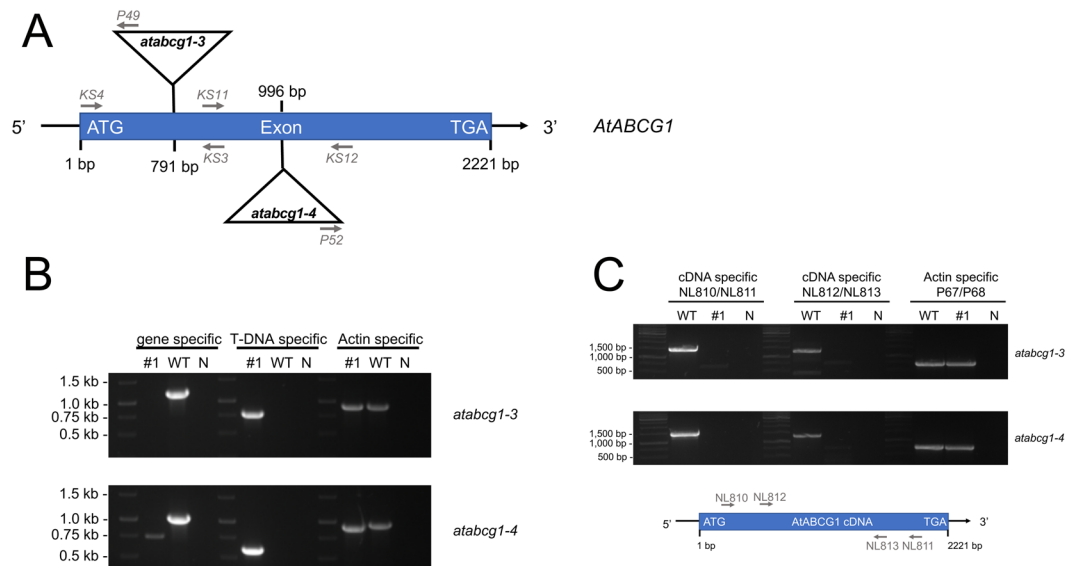 A
P49
atabcg1-3
KS4
KS11
996 bp
5’ ATG Exon TGA 3’ AtABCG1
1 bp 791 bp KS3 KS12 2221 bp
atabcg1-4
P52
B
gene specific T-DNA specific Actin specific
#1 WT N #1 WT N #1 WT N
1.5 kb -
1.0 kb -
0.75 kb -
0.5 kb -
atabcg1-3
1.5 kb -
1.0 kb -
0.75 kb -
0.5 kb -
atabcg1-4
C
cDNA specific NL810/NL811
cDNA specific NL812/NL813
Actin specific P67/P68
WT #1 N WT #1 N WT #1 N
1,500 bp -
1,000 bp -
500 bp -
atabcg1-3
1,500 bp -
1,000 bp -
500 bp -
atabcg1-4
NL810 NL812
5’ ATG AtABCG1 cDNA TGA 3’
1 bp NL813 NL811 2221 bp